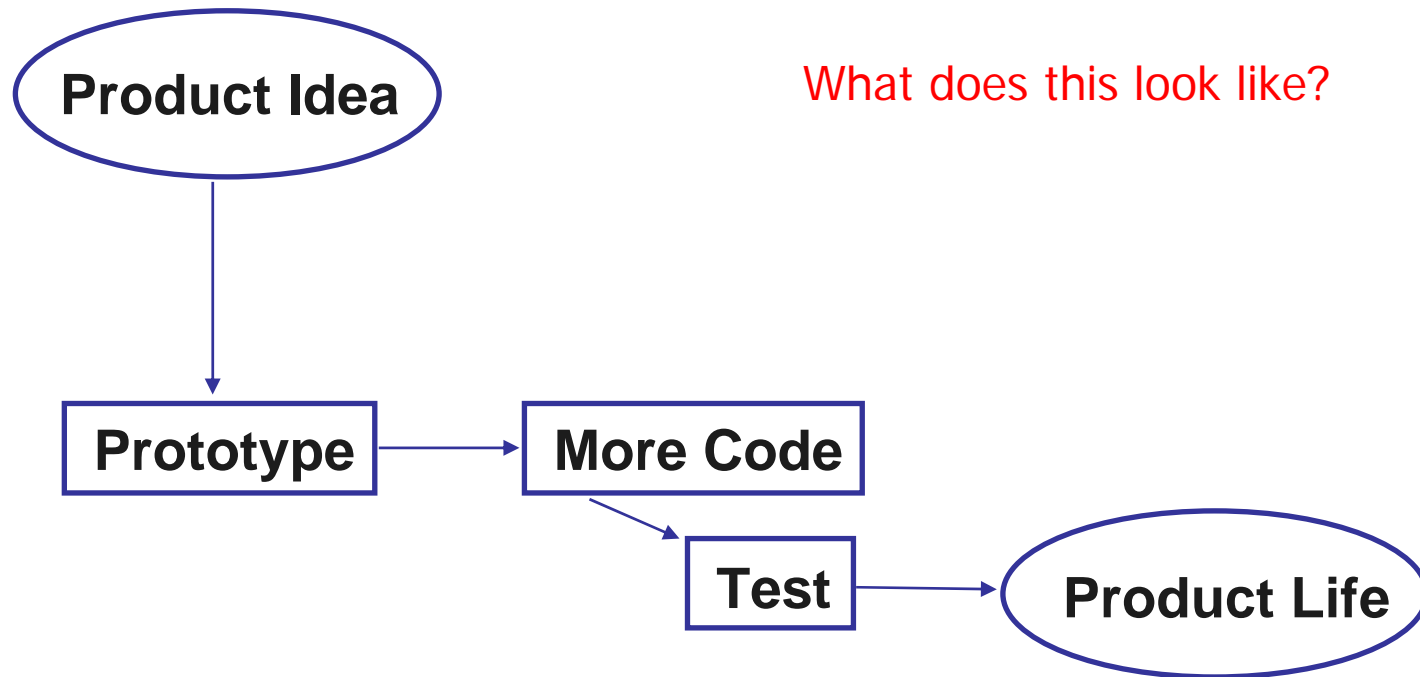 Product Idea
What does this look like?
Prototype
More Code
Test
Product Life